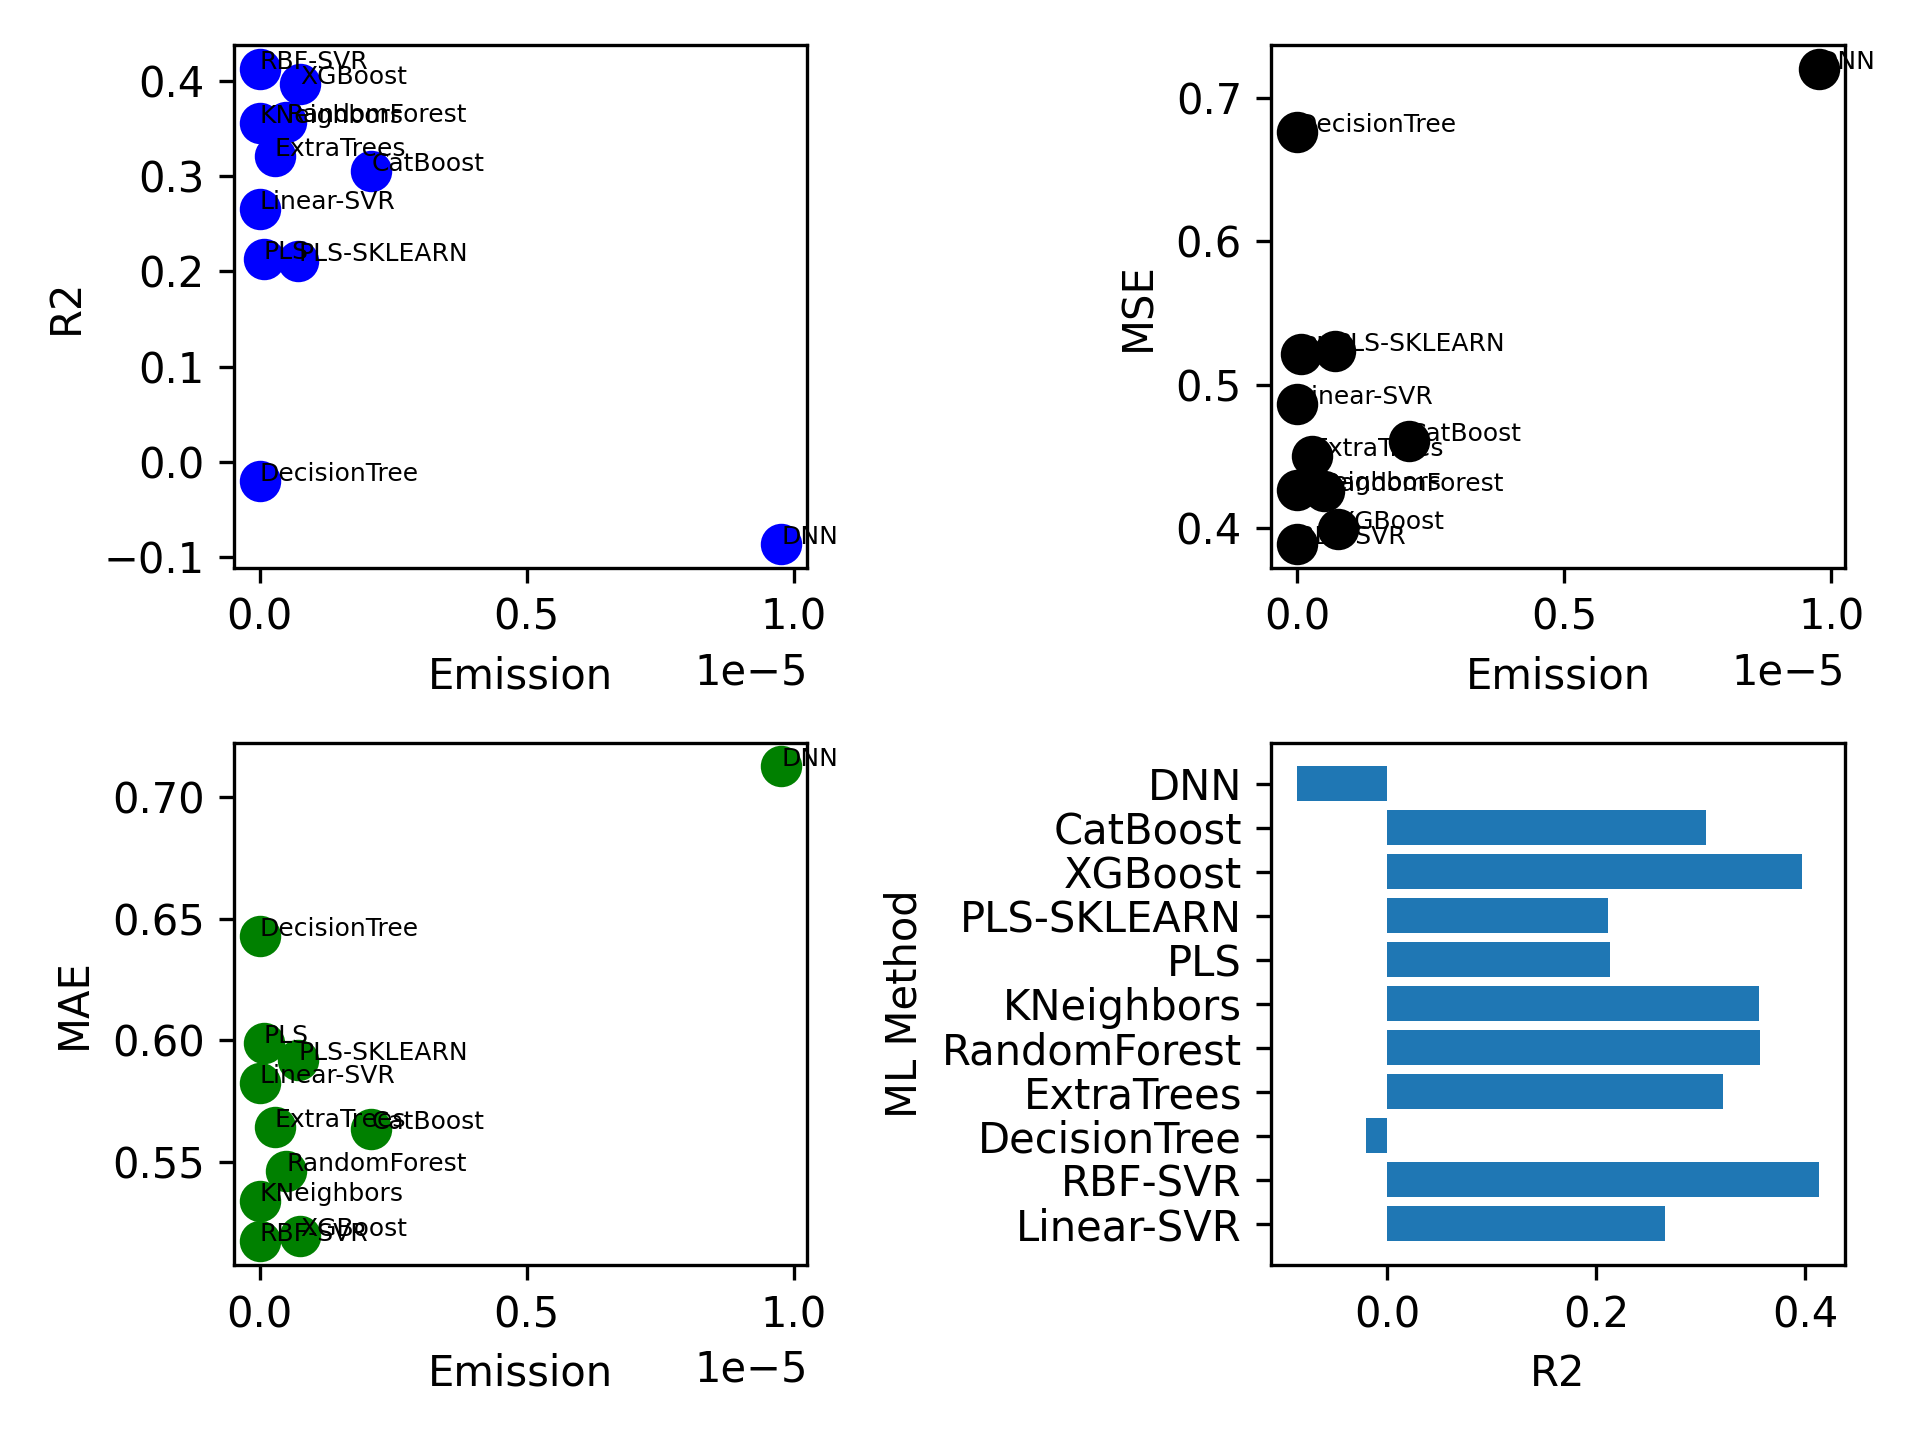 R2
0.4
0.3
0.2
0.1
0.0
−0.1
RBF-SVR
XGBoost
KNeighbors
RandomForest
ExtraTrees
CatBoost
Linear-SVR
PLS
PLS-SKLEARN
DecisionTree
DNN
0.0 0.5 1.0
Emission 1e−5
MSE
0.7
0.6
0.5
0.4
DNN
DecisionTree
PLS-SKLEARN
Linear-SVR
CatBoost
ExtraTrees
KNeighbors
RandomForest
XGBoost
RBF-SVR
0.0 0.5 1.0
Emission 1e−5
MAE
0.70
0.65
0.60
0.55
DNN
DecisionTree
PLS
PLS-SKLEARN
Linear-SVR
ExtraTrees
CatBoost
RandomForest
KNeighbors
XGBoost
RBF-SVR
0.0 0.5 1.0
Emission 1e−5
ML Method
DNN
CatBoost
XGBoost
PLS-SKLEARN
PLS
KNeighbors
RandomForest
ExtraTrees
DecisionTree
RBF-SVR
Linear-SVR
0.0 0.2 0.4
R2